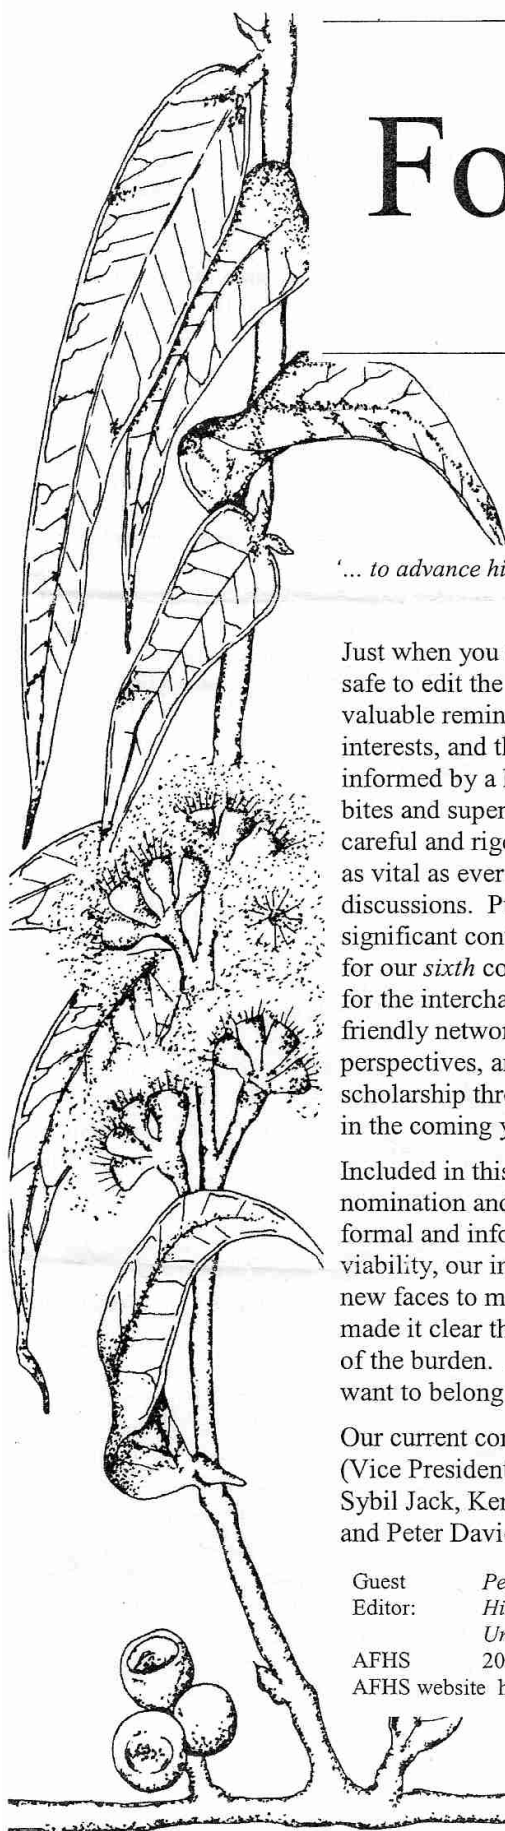 Fo
'... to advance hi
Just when you
safe to edit the
valuable remin
interests, and th
informed by a
bites and super
careful and rigo
as vital as ever
discussions. P
significant con
for our sixth co
for the intercha
friendly networ
perspectives, a
scholarship thr
in the coming y
Included in this
nomination and
formal and info
viability, our in
new faces to m
made it clear th
of the burden.
want to belong
Our current co
(Vice President
Sybil Jack, Ke
and Peter Davi
Guest Pe
Editor: Hi
Un
AFHS 20
AFHS website h